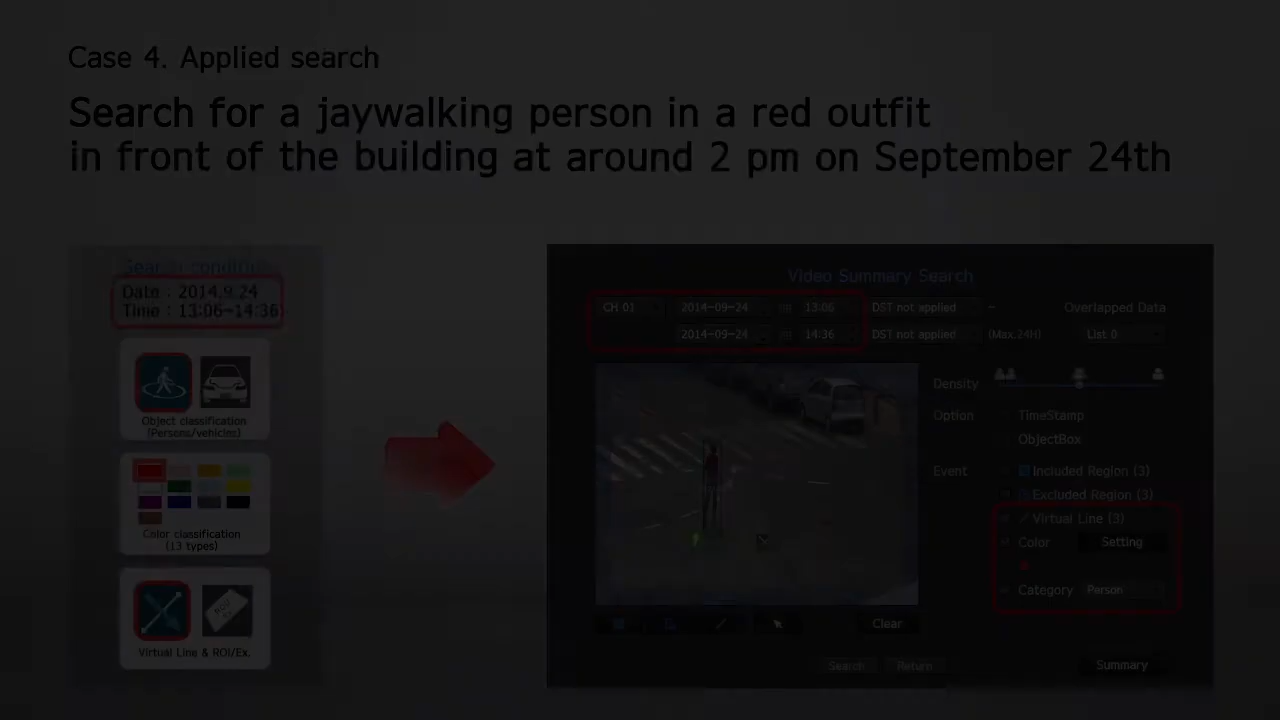 Case 4. Applied search
Search for a jaywalking person in a red outfit
in front of the building at around 2 pm on September 24th
Search condition
Date : 2014.9.24
Time : 13:06~14:36
Object classification
(Persons/vehicles)
Color classification
(13 types)
Virtual Line & ROI/Ex.
Video Summary Search
CH 01 2014-09-24 13:06 DST not applied ~ Overlapped Data
2014-09-24 14:36 DST not applied (Max.24H) List 0
Density
Option TimeStamp
ObjectBox
Event Included Region (3)
Excluded Region (3)
Virtual Line (3)
Color Setting
Category Person
Clear
Search Return Summary